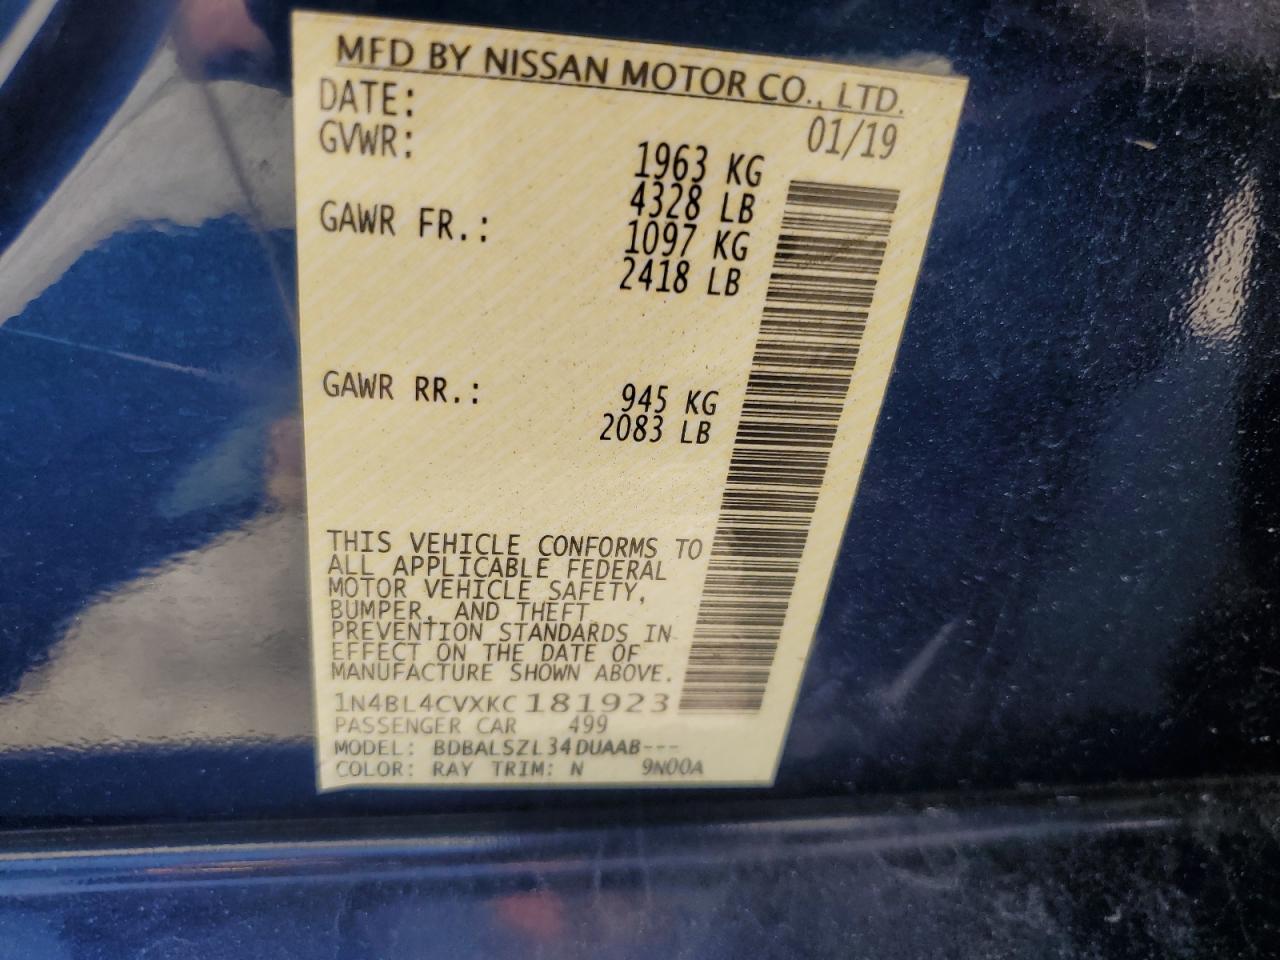 MFD BY NISSAN MOTOR CO., LTD.
DATE: 01/19
GVWR: 1963 KG
4328 LB
GAWR FR.: 1097 KG
2418 LB
GAWR RR.: 945 KG
2083 LB
THIS VEHICLE CONFORMS TO
ALL APPLICABLE FEDERAL
MOTOR VEHICLE SAFETY,
BUMPER, AND THEFT
PREVENTION STANDARDS IN
EFFECT ON THE DATE OF
MANUFACTURE SHOWN ABOVE.
1N4BL4CVXKC181923
PASSENGER CAR 499
MODEL: BDBALSZL34DUAAB---
COLOR: RAY TRIM: N 9N00A